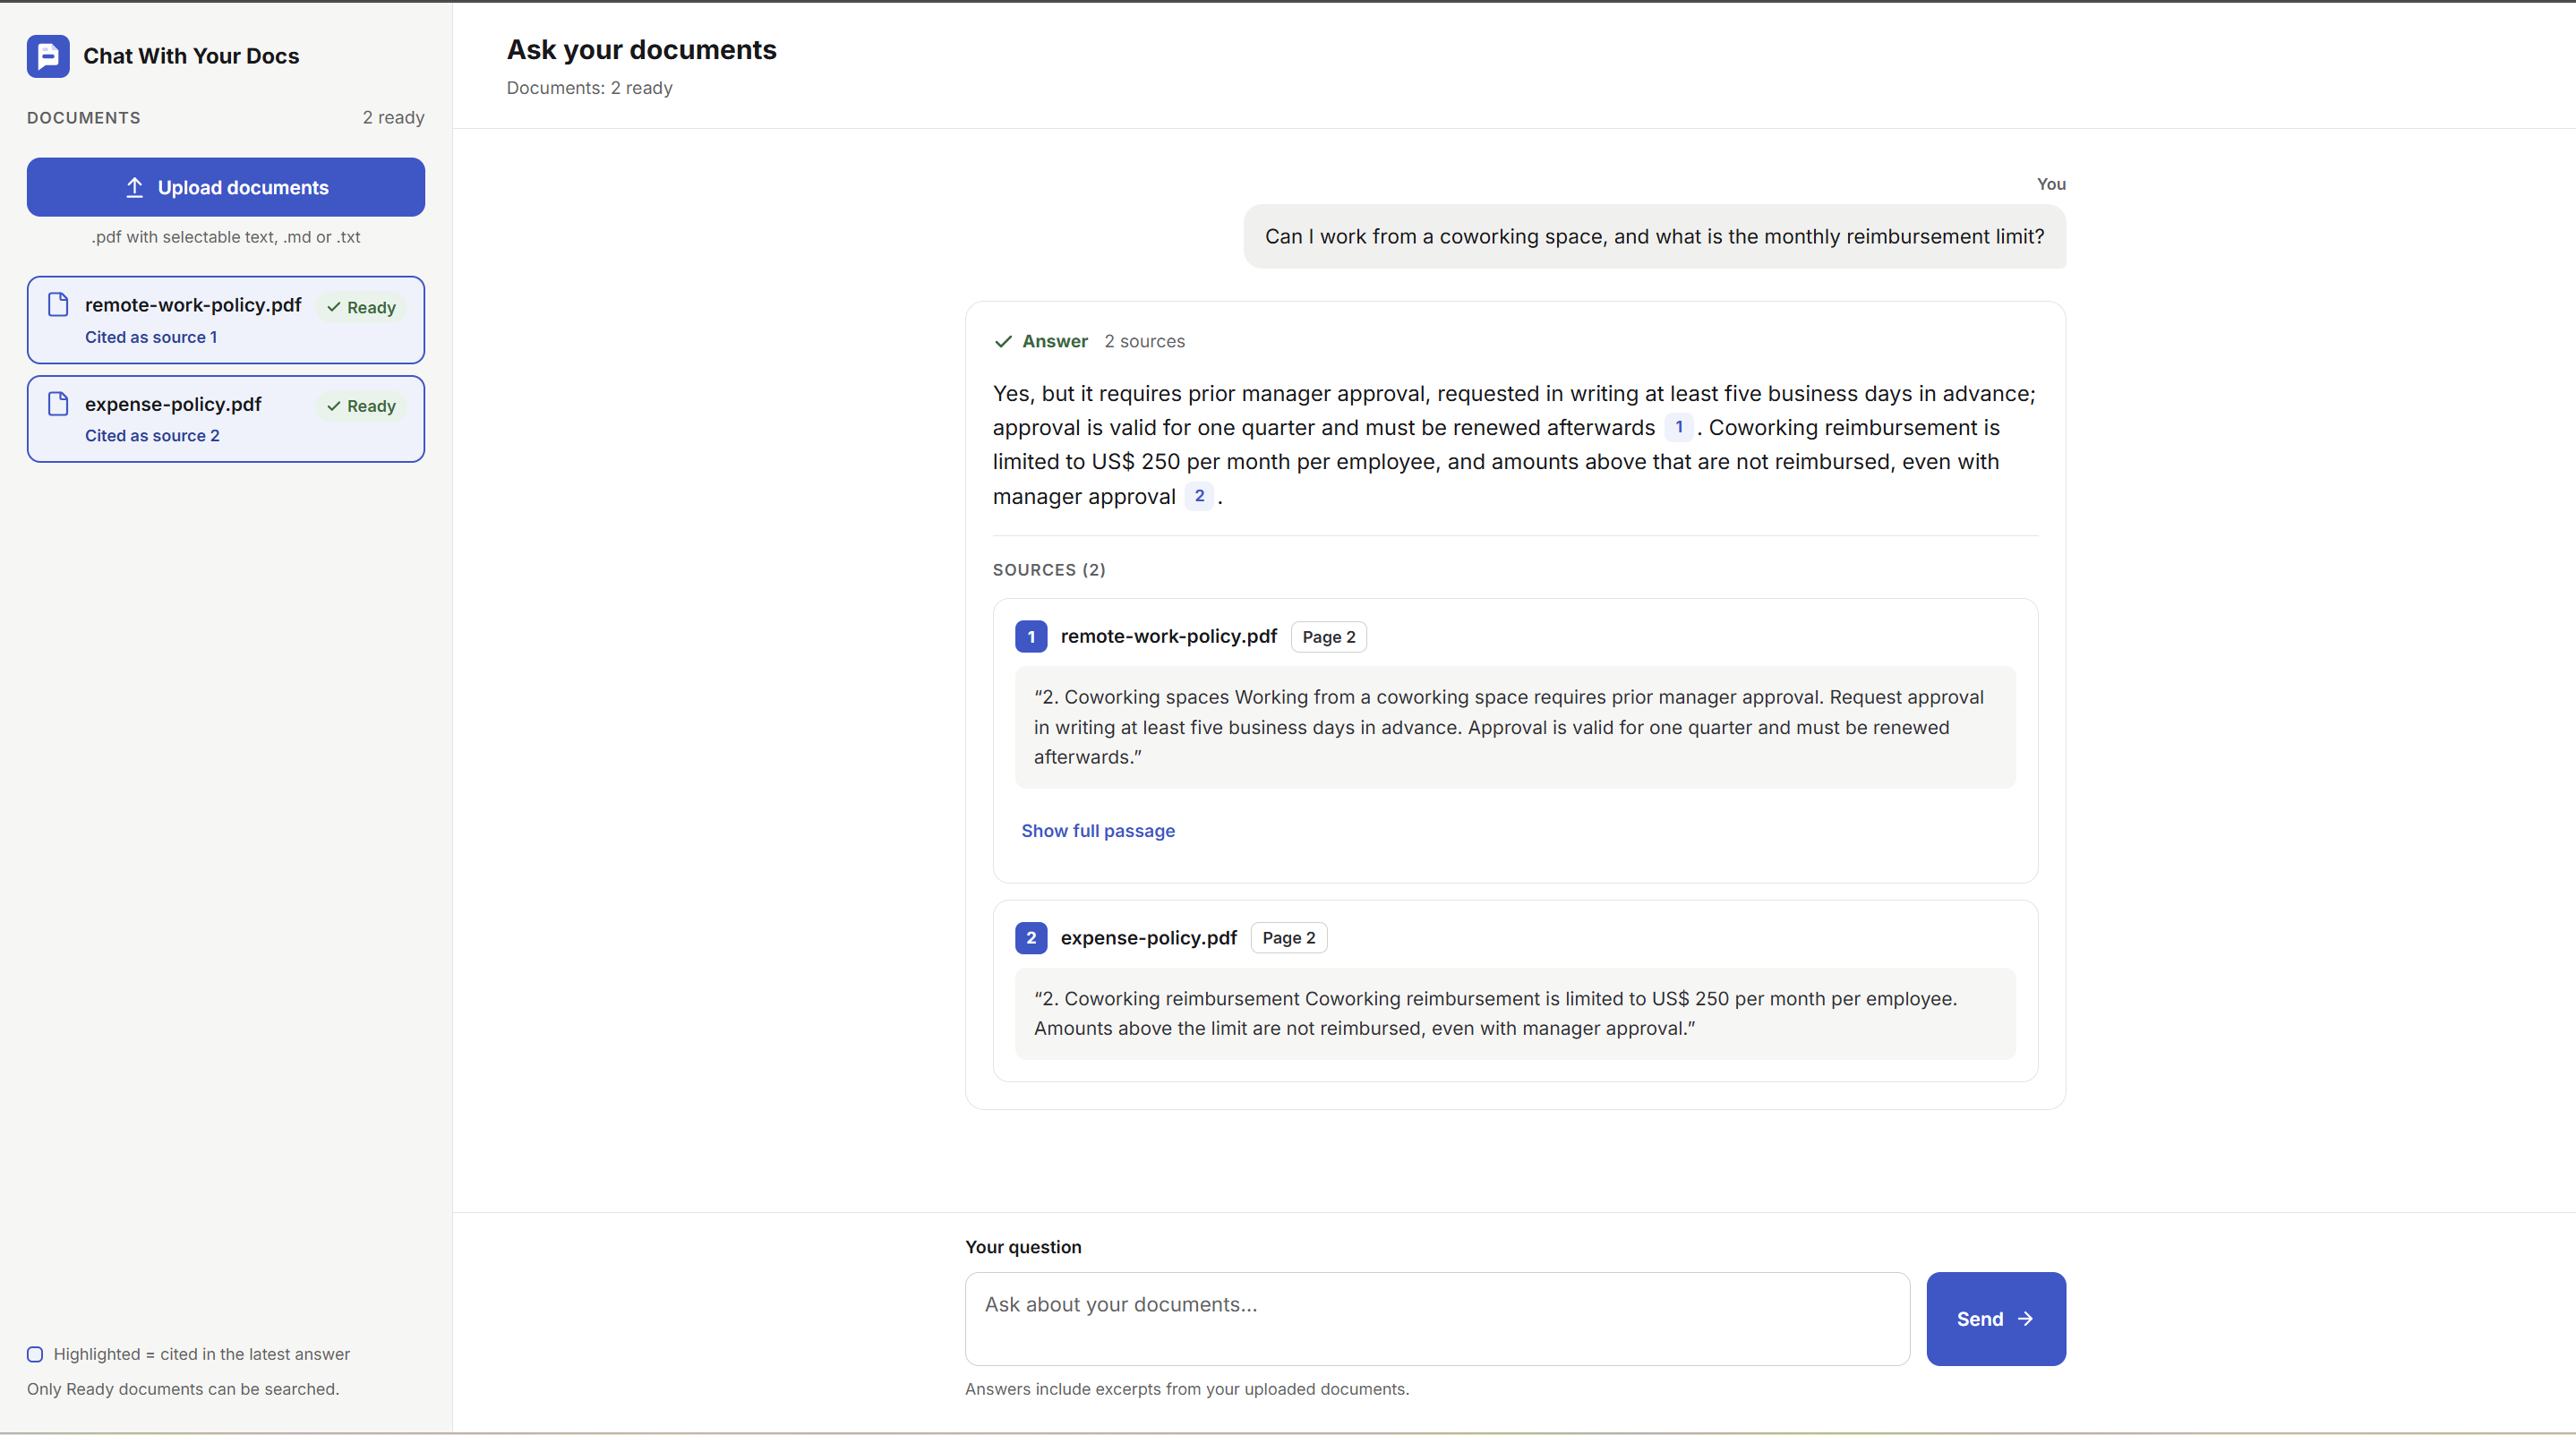 Chat With Your Docs
DOCUMENTS 2 ready
Upload documents
.pdf with selectable text, .md or .txt
remote-work-policy.pdf Ready
Cited as source 1
expense-policy.pdf Ready
Cited as source 2
Highlighted = cited in the latest answer
Only Ready documents can be searched.
Ask your documents
Documents: 2 ready
You
Can I work from a coworking space, and what is the monthly reimbursement limit?
Answer 2 sources
Yes, but it requires prior manager approval, requested in writing at least five business days in advance;
approval is valid for one quarter and must be renewed afterwards 1 . Coworking reimbursement is
limited to US$ 250 per month per employee, and amounts above that are not reimbursed, even with
manager approval 2 .
SOURCES (2)
1 remote-work-policy.pdf Page 2
“2. Coworking spaces Working from a coworking space requires prior manager approval. Request approval
in writing at least five business days in advance. Approval is valid for one quarter and must be renewed
afterwards.”
Show full passage
2 expense-policy.pdf Page 2
“2. Coworking reimbursement Coworking reimbursement is limited to US$ 250 per month per employee.
Amounts above the limit are not reimbursed, even with manager approval.”
Your question
Ask about your documents...
Send
Answers include excerpts from your uploaded documents.